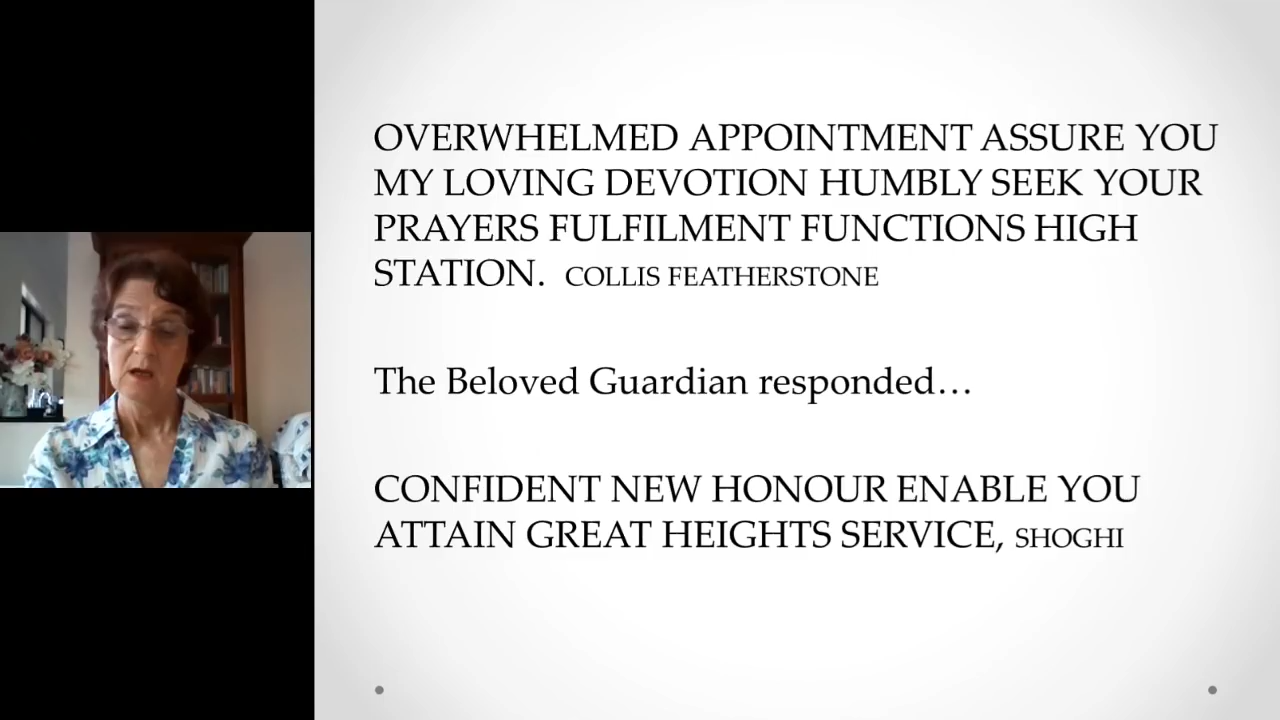 OVERWHELMED APPOINTMENT ASSURE YOU
MY LOVING DEVOTION HUMBLY SEEK YOUR
PRAYERS FULFILMENT FUNCTIONS HIGH
STATION. COLLIS FEATHERSTONE
The Beloved Guardian responded…
CONFIDENT NEW HONOUR ENABLE YOU
ATTAIN GREAT HEIGHTS SERVICE, SHOGHI